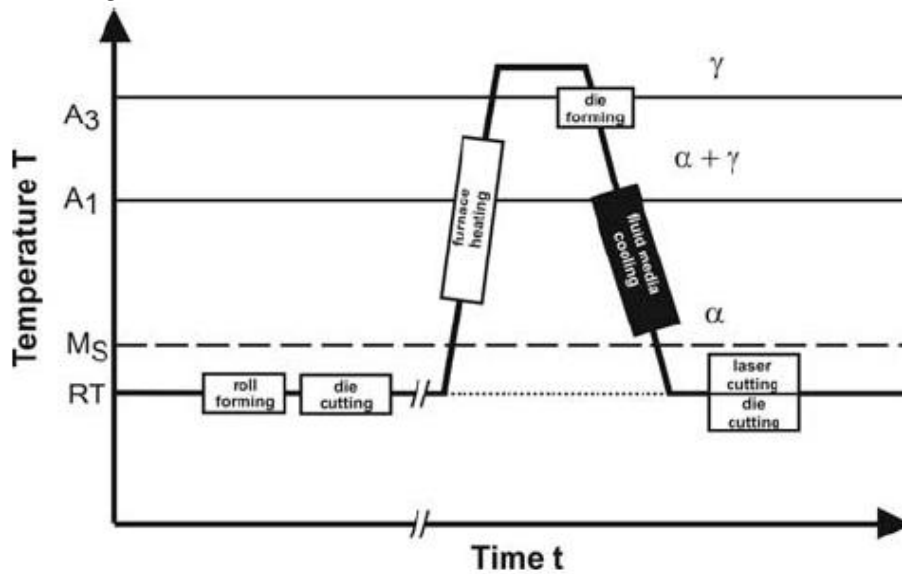 γ
A3
die
forming
α + γ
A1
furnace
heating
fluid media
cooling
α
MS
RT
roll
forming
die
cutting
laser
cutting
die
cutting
Temperature T
Time t